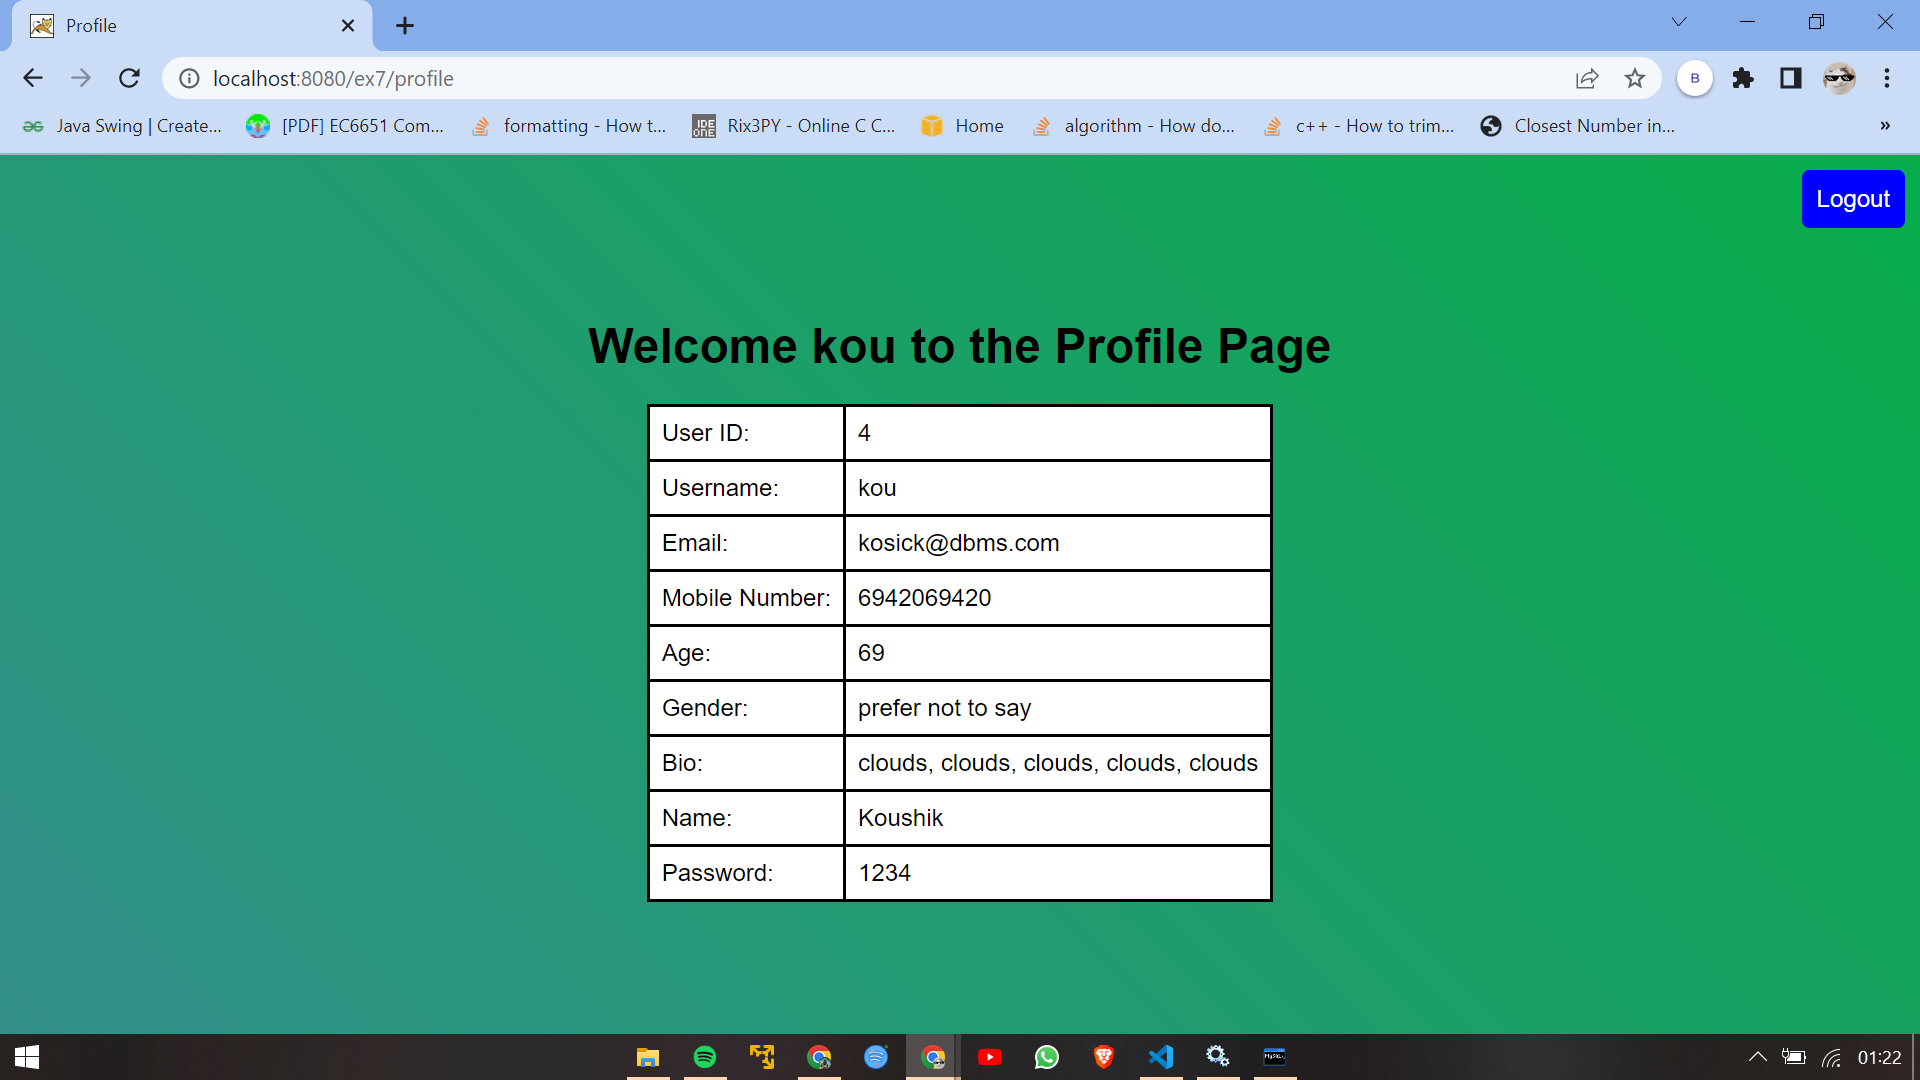 Profile
localhost:8080/ex7/profile
B
Java Swing | Create... [PDF] EC6651 Com... formatting - How t... IDE ONE Rix3PY - Online C C... Home algorithm - How do... c++ - How to trim... Closest Number in... »
Logout
Welcome kou to the Profile Page
User ID: 4
Username: kou
Email: kosick@dbms.com
Mobile Number: 6942069420
Age: 69
Gender: prefer not to say
Bio: clouds, clouds, clouds, clouds, clouds
Name: Koushik
Password: 1234
MySQL
01:22